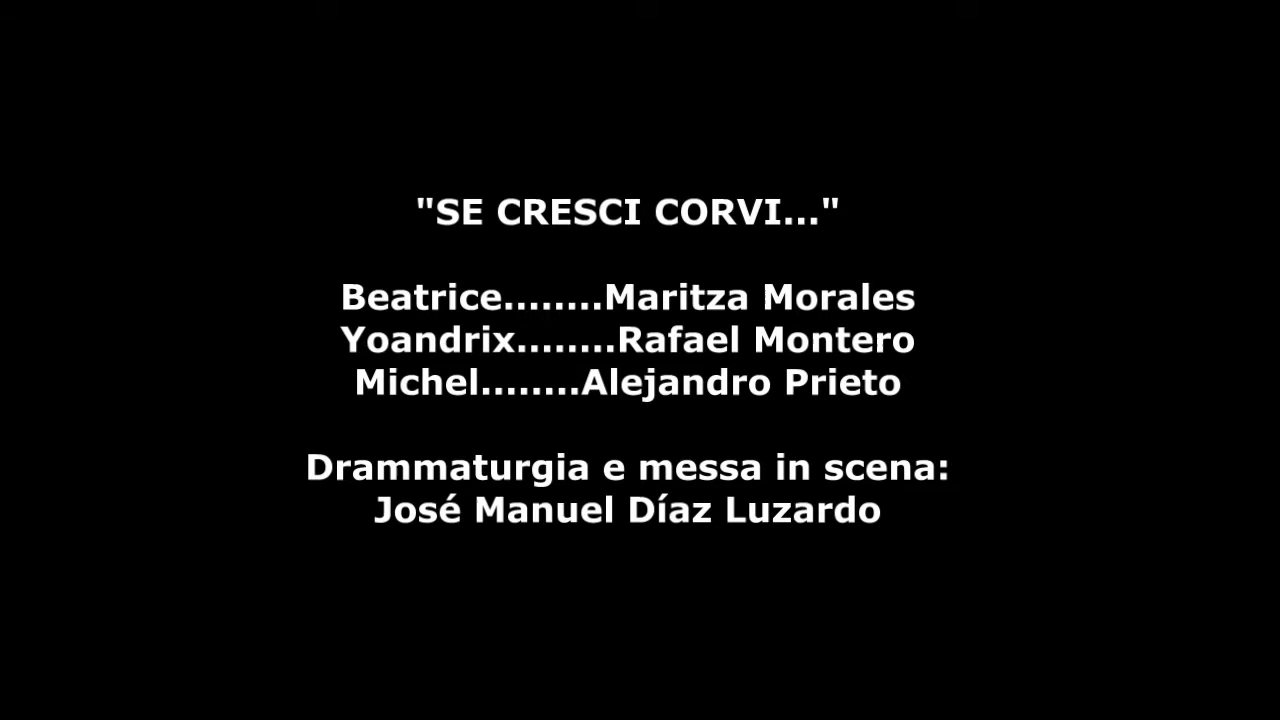 "SE CRESCI CORVI..."
Beatrice........Maritza Morales
Yoandrix........Rafael Montero
Michel........Alejandro Prieto
Drammaturgia e messa in scena:
José Manuel Díaz Luzardo